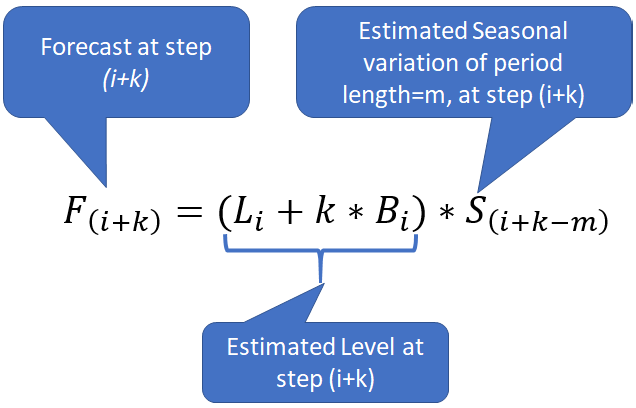 Forecast at step
(i+k)
Estimated Seasonal
variation of period
length=m, at step (i+k)
F(i+k) = (Li + k * Bi) * S(i+k−m)
Estimated Level at
step (i+k)